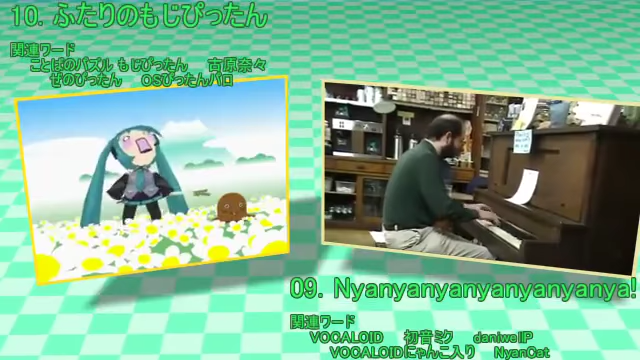 10. ふたりのもじぴったん
関連ワード
ことばのパズル もじぴったん 古原奈々
ぜのぴったん OSぴったんパロ
09. Nyanyanyanyanyanyanya!
関連ワード
VOCALOID 初音ミク daniwellP
VOCALOIDにゃんこ入り NyanCat